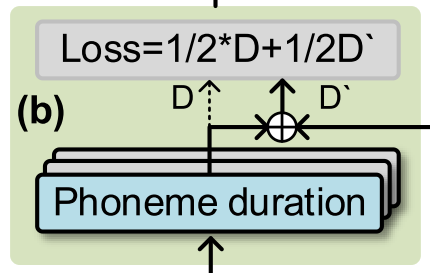 Loss=1/2*D+1/2D`
D
D`
(b)
Phoneme duration